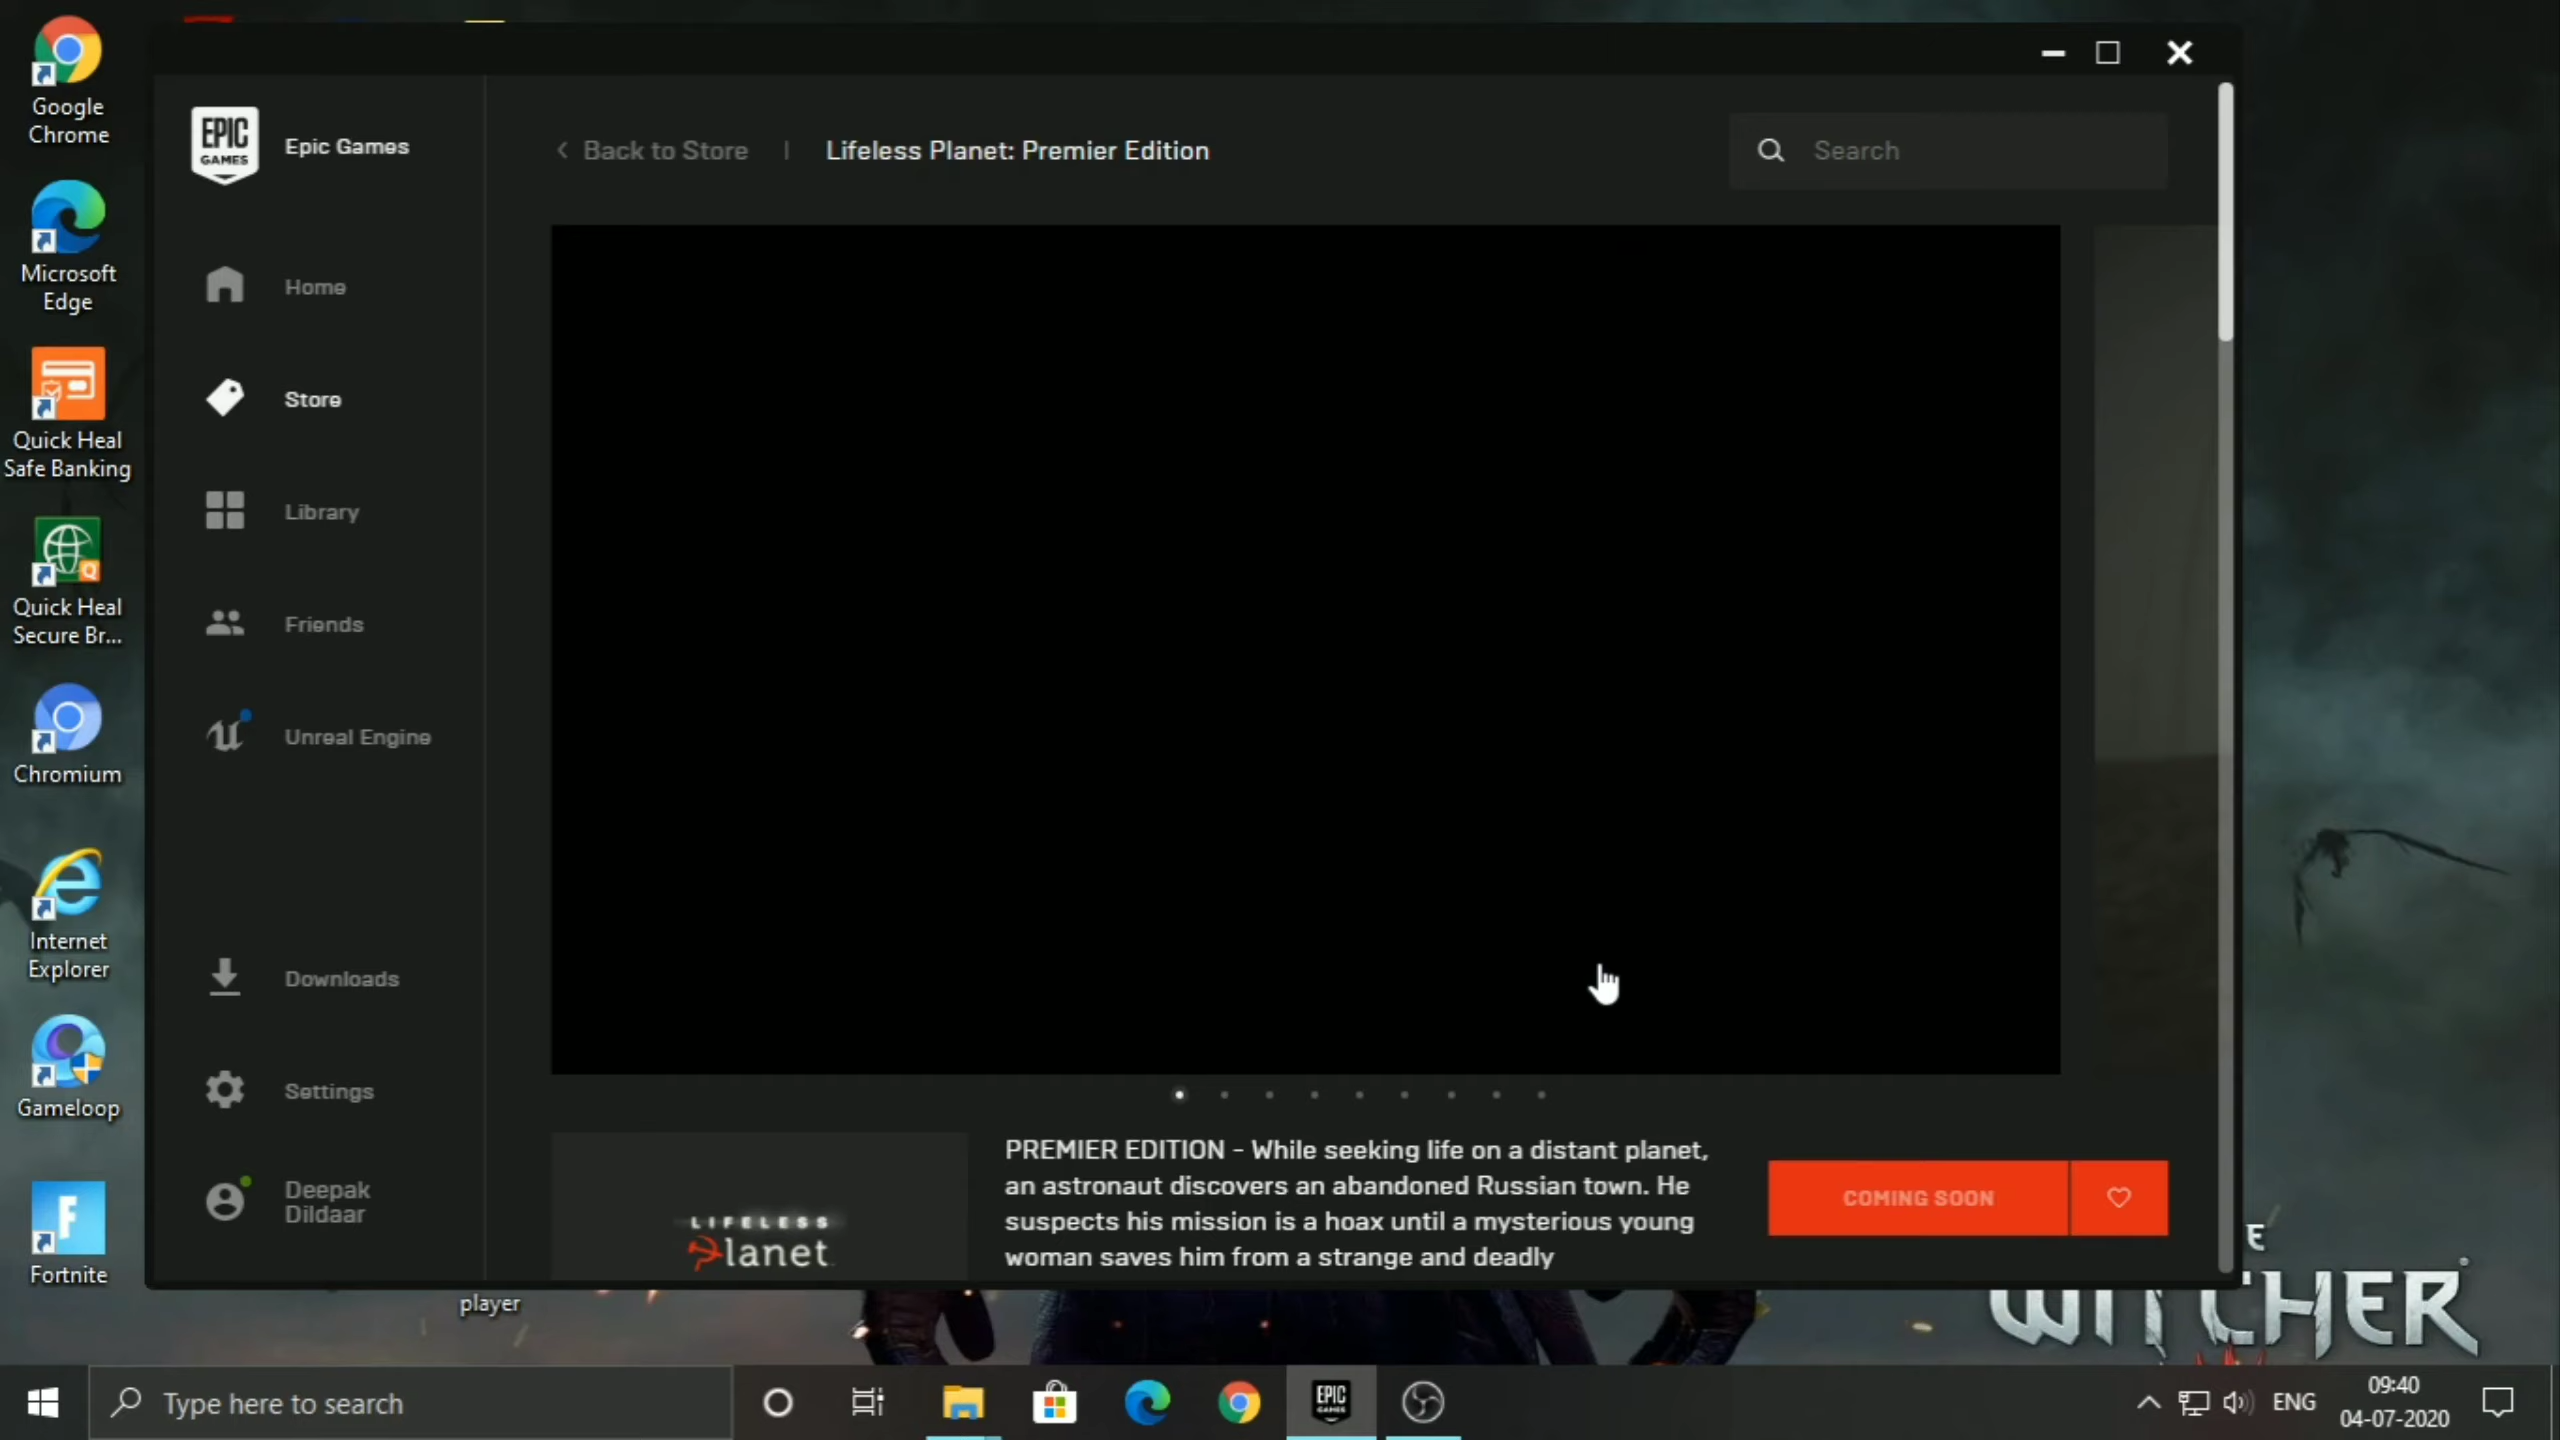 Google
Chrome
Microsoft
Edge
Quick Heal
Safe Banking
Quick Heal
Secure Br...
Chromium
Internet
Explorer
Gameloop
Fortnite
EPIC
GAMES
Epic Games
Home
Store
Library
Friends
Unreal Engine
Downloads
Settings
Deepak
Dildaar
Back to Store | Lifeless Planet: Premier Edition
Search
LIFELESS
Planet
PREMIER EDITION - While seeking life on a distant planet,
an astronaut discovers an abandoned Russian town. He
suspects his mission is a hoax until a mysterious young
woman saves him from a strange and deadly
COMING SOON
player
WITCHER
Type here to search
EPIC
GAMES
ENG
09:40
04-07-2020